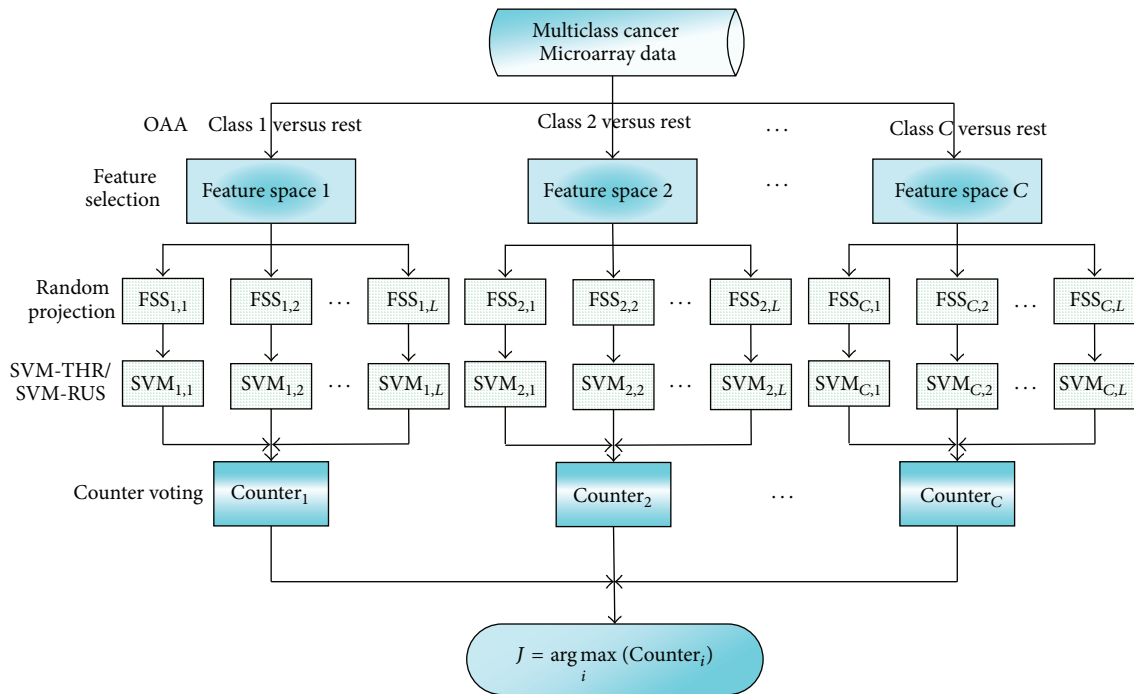 Multiclass cancer
Microarray data
OAA Class 1 versus rest Class 2 versus rest ... Class C versus rest
Feature
selection
Feature space 1 Feature space 2 ... Feature space C
Random
projection
FSS1,1 FSS1,2 ... FSS1,L FSS2,1 FSS2,2 ... FSS2,L FSSC,1 FSSC,2 ... FSSC,L
SVM-THR/
SVM-RUS
SVM1,1 SVM1,2 ... SVM1,L SVM2,1 SVM2,2 ... SVM2,L SVMC,1 SVMC,2 ... SVMC,L
Counter voting Counter1 Counter2 ... CounterC
J = arg max (Counteri)
i